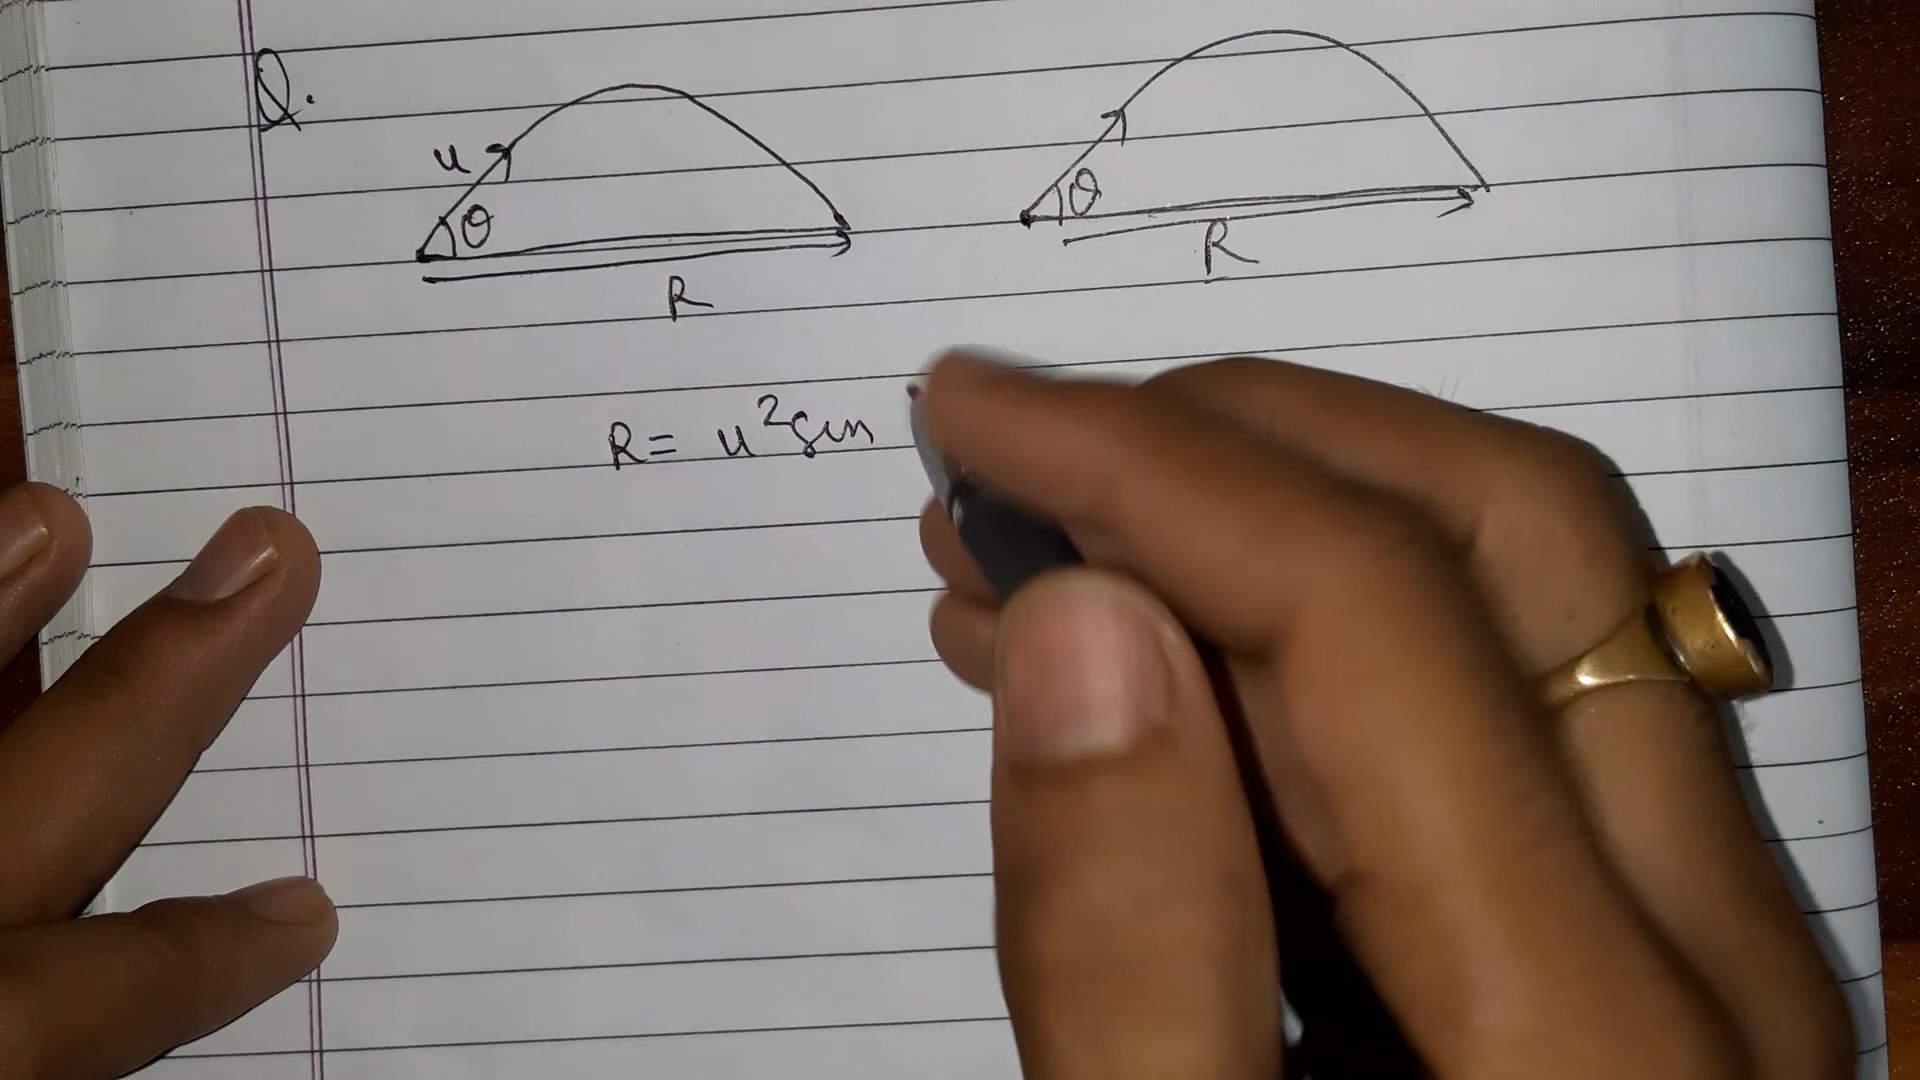 Q.
u θ
R
θ
R
R = u²sin